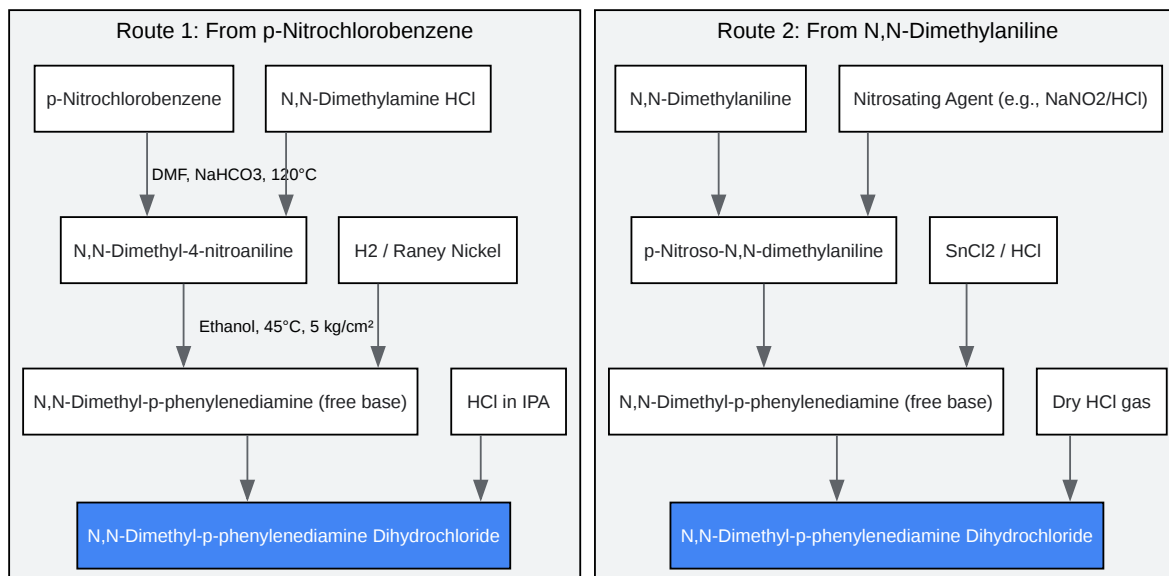 Route 1: From p-Nitrochlorobenzene
p-Nitrochlorobenzene
N,N-Dimethylamine HCl
DMF, NaHCO3, 120°C
N,N-Dimethyl-4-nitroaniline
H2 / Raney Nickel
Ethanol, 45°C, 5 kg/cm²
N,N-Dimethyl-p-phenylenediamine (free base)
HCl in IPA
N,N-Dimethyl-p-phenylenediamine Dihydrochloride
Route 2: From N,N-Dimethylaniline
N,N-Dimethylaniline
Nitrosating Agent (e.g., NaNO2/HCl)
p-Nitroso-N,N-dimethylaniline
SnCl2 / HCl
N,N-Dimethyl-p-phenylenediamine (free base)
Dry HCl gas
N,N-Dimethyl-p-phenylenediamine Dihydrochloride